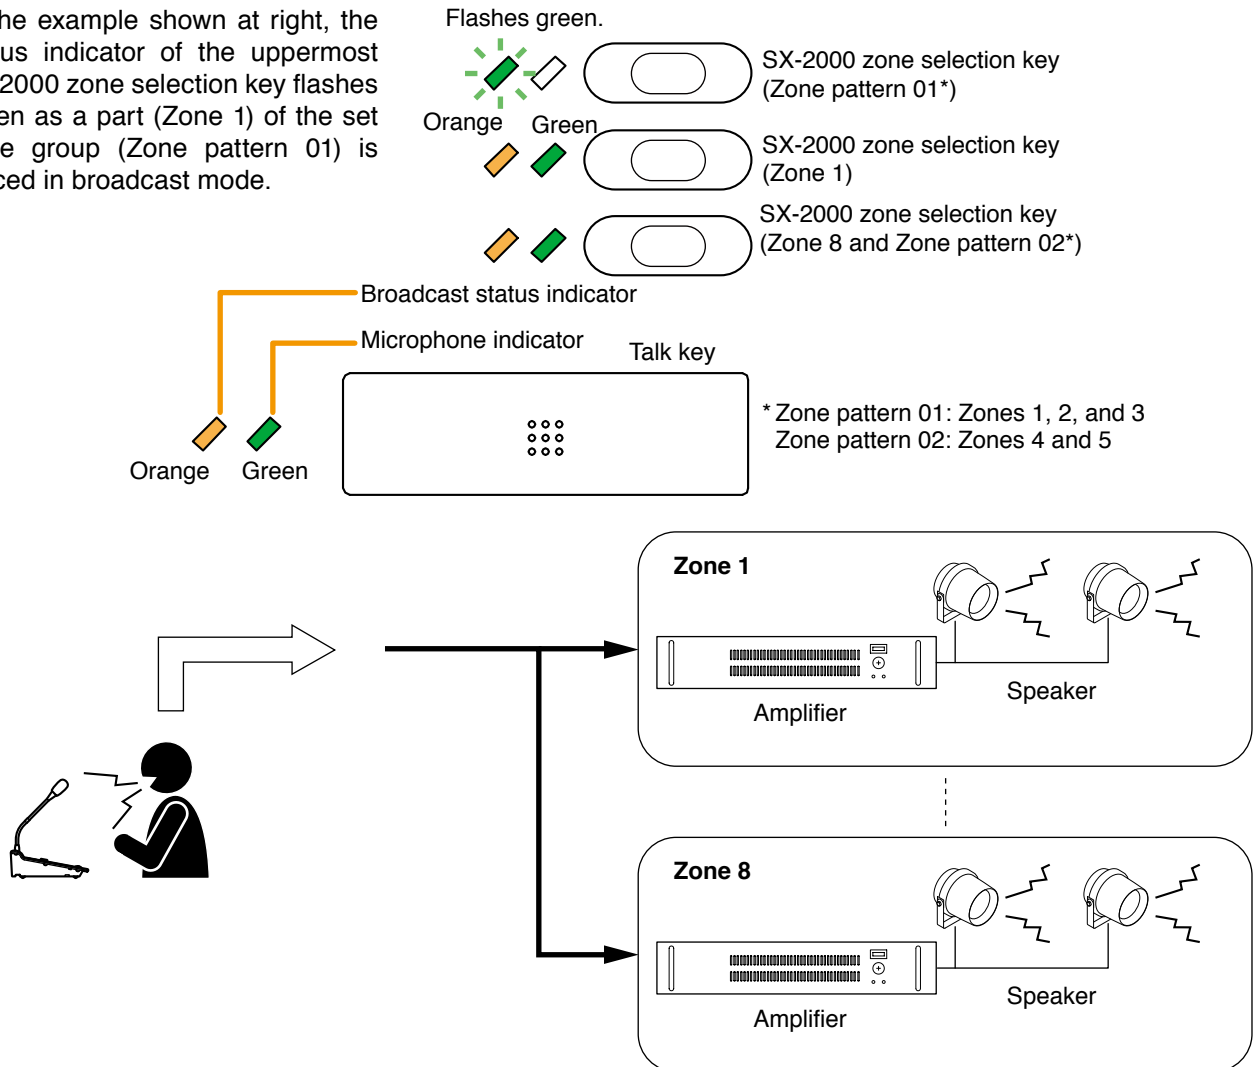 he example shown at right, the
us indicator of the uppermost
2000 zone selection key flashes
en as a part (Zone 1) of the set
e group (Zone pattern 01) is
ced in broadcast mode.
Flashes green.
SX-2000 zone selection key
(Zone pattern 01*)
Orange Green
SX-2000 zone selection key
(Zone 1)
SX-2000 zone selection key
(Zone 8 and Zone pattern 02*)
Broadcast status indicator
Microphone indicator
Talk key
* Zone pattern 01: Zones 1, 2, and 3
Zone pattern 02: Zones 4 and 5
Orange Green
Zone 1
Speaker
Amplifier
Zone 8
Speaker
Amplifier